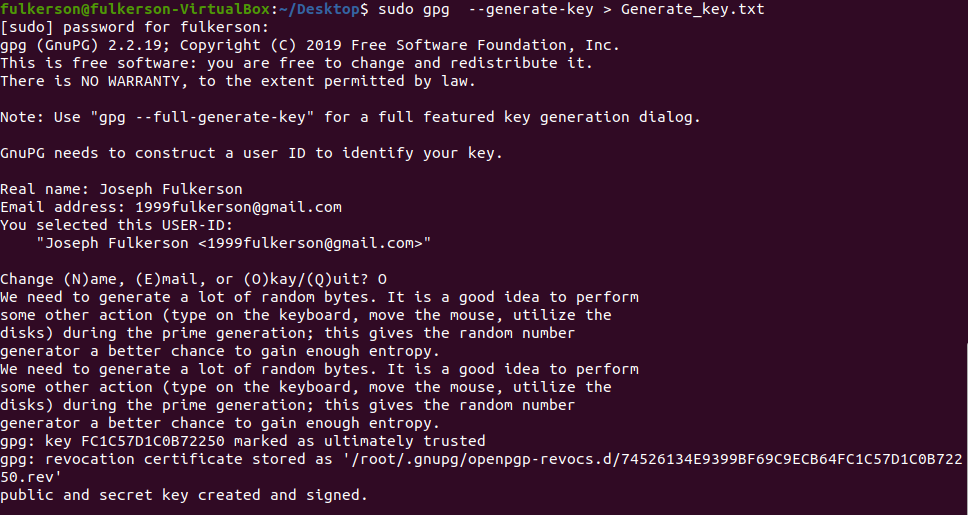 fulkerson@fulkerson-VirtualBox:~/Desktop$ sudo gpg  --generate-key > Generate_key.txt
[sudo] password for fulkerson:
gpg (GnuPG) 2.2.19; Copyright (C) 2019 Free Software Foundation, Inc.
This is free software: you are free to change and redistribute it.
There is NO WARRANTY, to the extent permitted by law.
Note: Use "gpg --full-generate-key" for a full featured key generation dialog.
GnuPG needs to construct a user ID to identify your key.
Real name: Joseph Fulkerson
Email address: 1999fulkerson@gmail.com
You selected this USER-ID:
    "Joseph Fulkerson <1999fulkerson@gmail.com>"
Change (N)ame, (E)mail, or (O)kay/(Q)uit? O
We need to generate a lot of random bytes. It is a good idea to perform
some other action (type on the keyboard, move the mouse, utilize the
disks) during the prime generation; this gives the random number
generator a better chance to gain enough entropy.
We need to generate a lot of random bytes. It is a good idea to perform
some other action (type on the keyboard, move the mouse, utilize the
disks) during the prime generation; this gives the random number
generator a better chance to gain enough entropy.
gpg: key FC1C57D1C0B72250 marked as ultimately trusted
gpg: revocation certificate stored as '/root/.gnupg/openpgp-revocs.d/74526134E9399BF69C9ECB64FC1C57D1C0B722
50.rev'
public and secret key created and signed.